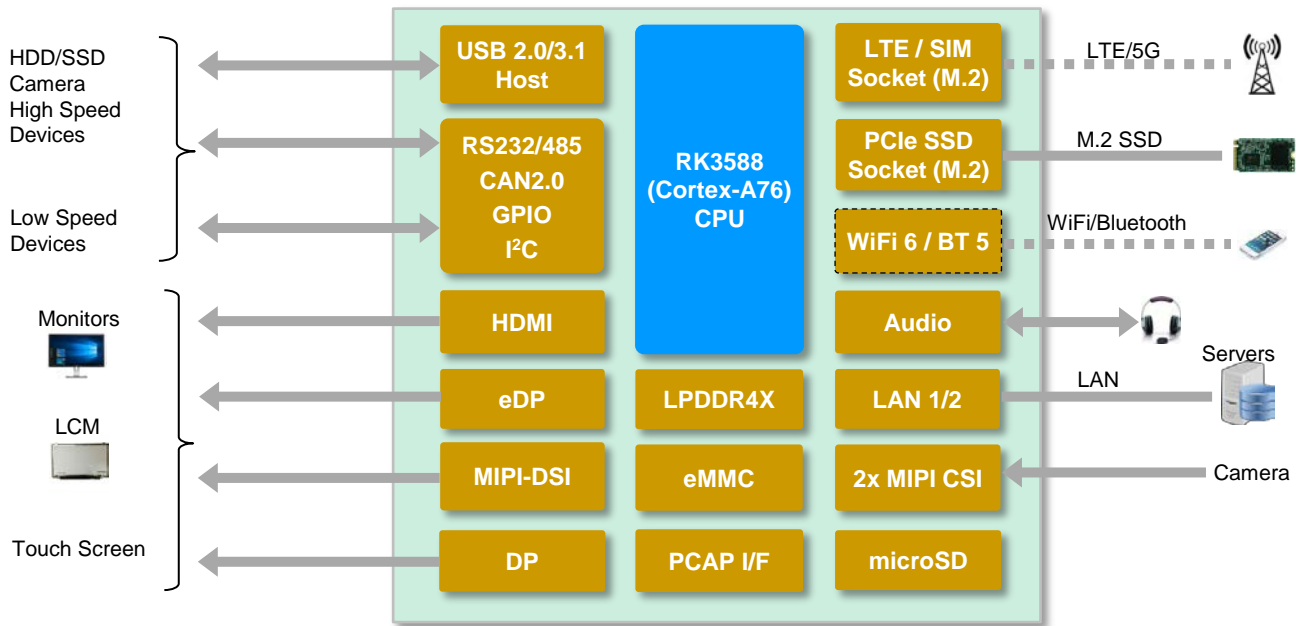 HDD/SSD
Camera
High Speed
Devices
Low Speed
Devices
Monitors
LCM
Touch Screen
USB 2.0/3.1
Host
RS232/485
CAN2.0
GPIO
I²C
HDMI
eDP
MIPI-DSI
DP
RK3588
(Cortex-A76)
CPU
LPDDR4X
eMMC
PCAP I/F
LTE / SIM
Socket (M.2)
PCIe SSD
Socket (M.2)
WiFi 6 / BT 5
Audio
LAN 1/2
2x MIPI CSI
microSD
LTE/5G
M.2 SSD
WiFi/Bluetooth
Servers
LAN
Camera